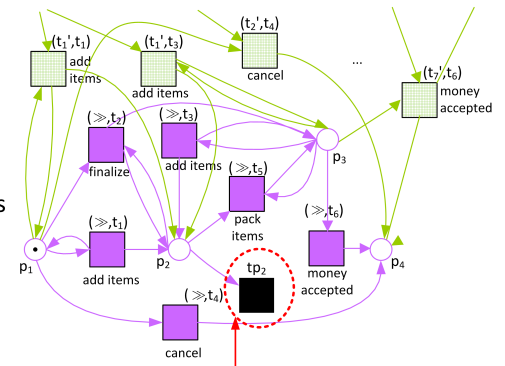 (t₁',t₁)
add
items
(t₁',t₃)
add items
(t₂',t₄)
cancel
...
(t₇',t₆)
money
accepted
(≫,t₂)
finalize
(≫,t₃)
add items
p₃
(≫,t₅)
pack
items
s
(≫,t₁)
add items
(≫,t₆)
money
accepted
p₁
p₂
p₄
tp₂
(≫,t₄)
cancel